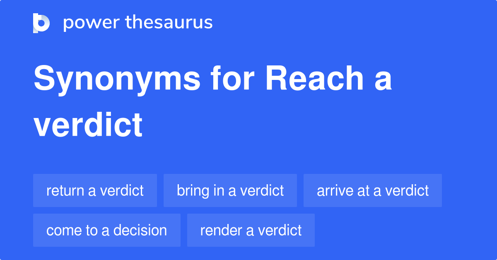 power thesaurus
Synonyms for Reach a
verdict
return a verdict bring in a verdict arrive at a verdict
come to a decision render a verdict